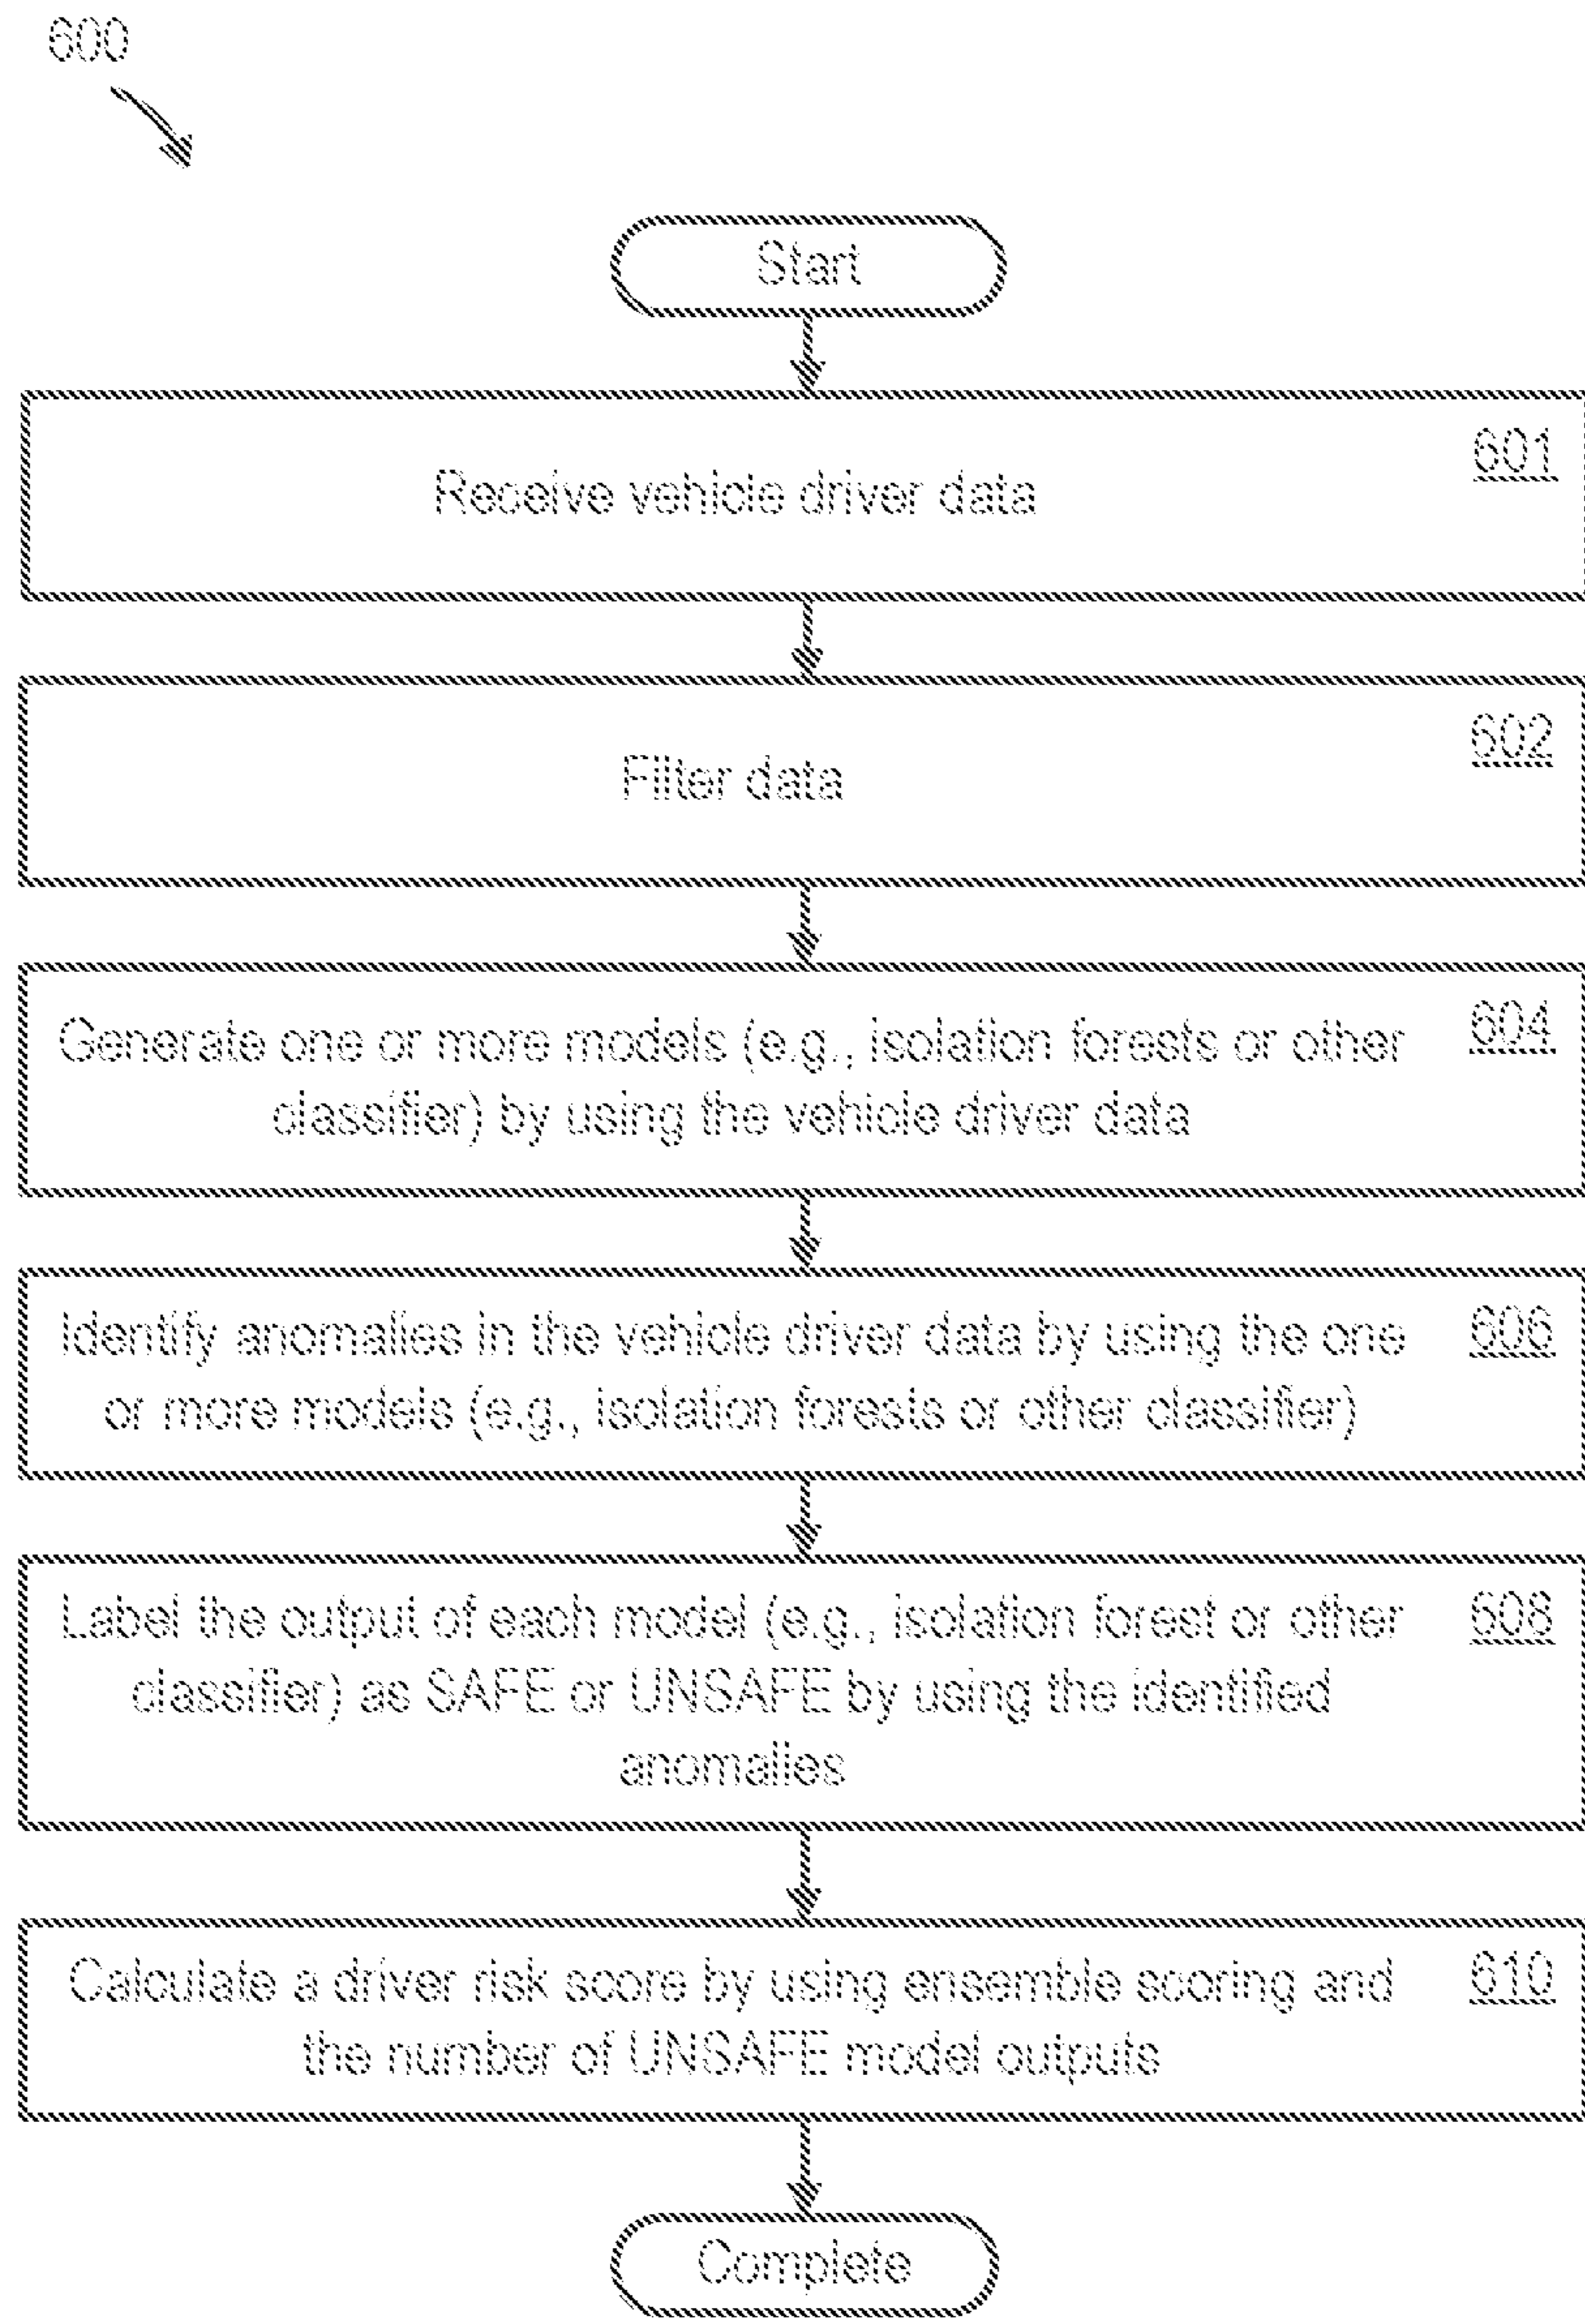 600
Start
601
Receive vehicle driver data
602
Filter data
Generate one or more models (e.g., isolation forests or other
604
classifier) by using the vehicle driver data
Identify anomalies in the vehicle driver data by using the one
606
or more models (e.g., isolation forests or other classifier)
Label the output of each model (e.g., isolation forest or other
608
classifier) as SAFE or UNSAFE by using the identified
anomalies
Calculate a driver risk score by using ensemble scoring and
610
the number of UNSAFE model outputs
Complete